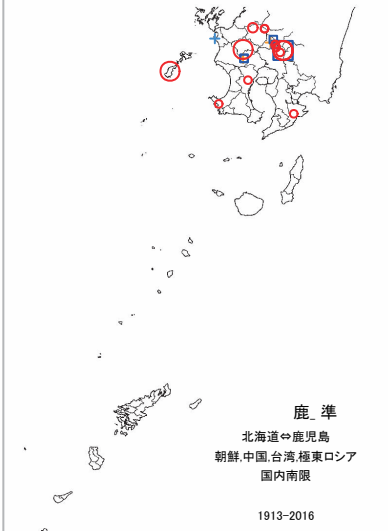 鹿_準
北海道⇔鹿児島
朝鮮,中国,台湾,極東ロシア
国内南限
1913-2016